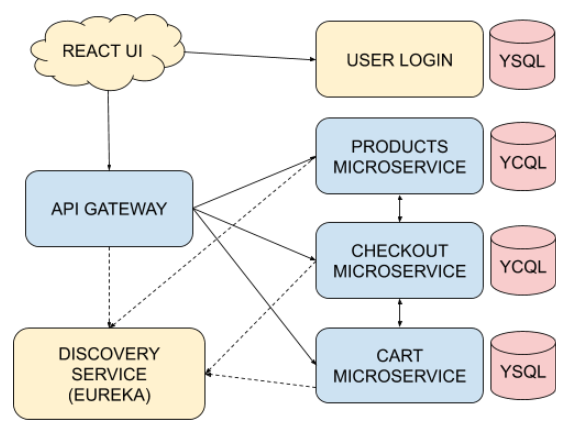 REACT UI
USER LOGIN
YSQL
PRODUCTS
MICROSERVICE
YCQL
API GATEWAY
CHECKOUT
MICROSERVICE
YCQL
DISCOVERY
SERVICE
(EUREKA)
CART
MICROSERVICE
YSQL